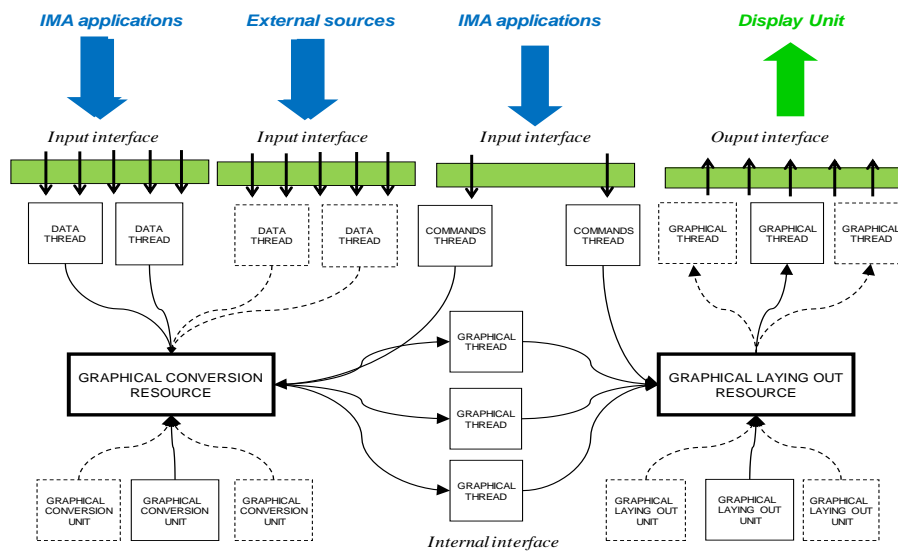 IMA applications
External sources
IMA applications
Display Unit
Input interface
Input interface
Input interface
Ouput interface
DATA
THREAD
DATA
THREAD
DATA
THREAD
DATA
THREAD
COMMANDS
THREAD
COMMANDS
THREAD
GRAPHICAL
THREAD
GRAPHICAL
THREAD
GRAPHICAL
THREAD
GRAPHICAL
THREAD
GRAPHICAL CONVERSION
RESOURCE
GRAPHICAL
THREAD
GRAPHICAL LAYING OUT
RESOURCE
GRAPHICAL
THREAD
GRAPHICAL
CONVERSION
UNIT
GRAPHICAL
CONVERSION
UNIT
GRAPHICAL
CONVERSION
UNIT
GRAPHICAL
LAYING OUT
UNIT
GRAPHICAL
LAYING OUT
UNIT
GRAPHICAL
LAYING OUT
UNIT
Internal interface